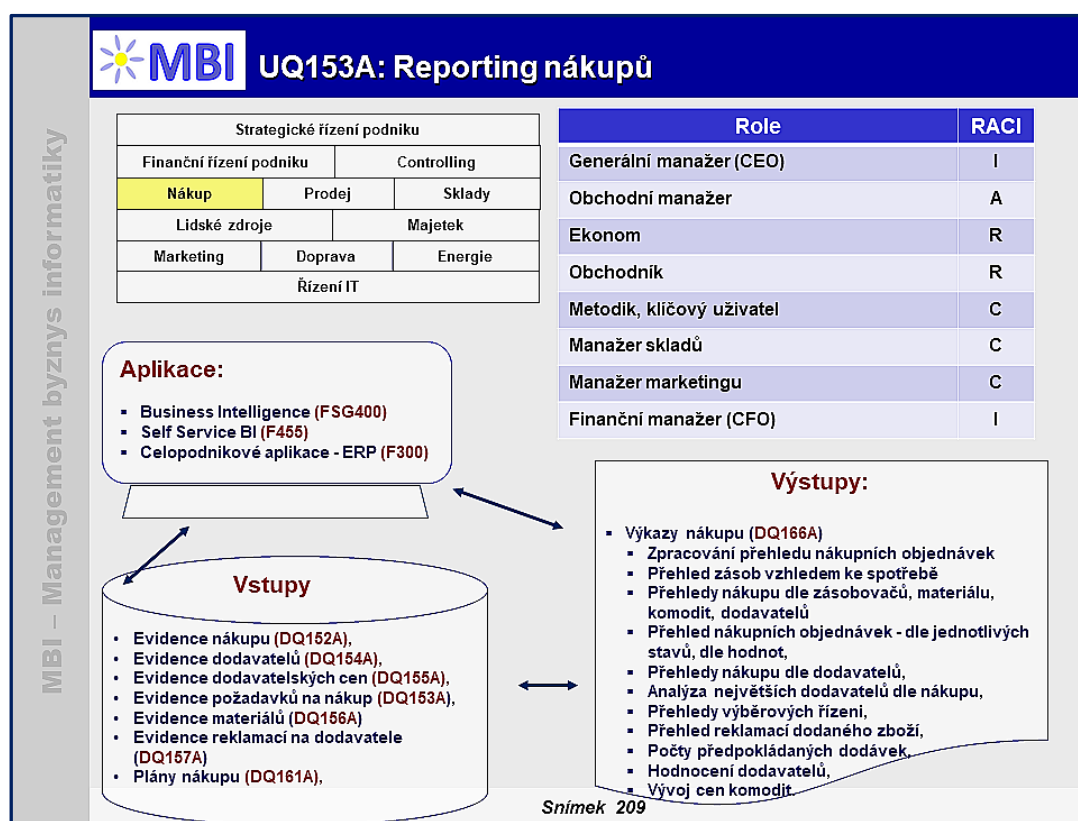 MBI – Management byznys informatiky
MBI
UQ153A: Reporting nákupů
Strategické řízení podniku
Finanční řízení podniku
Controlling
Nákup
Prodej
Sklady
Lidské zdroje
Majetek
Marketing
Doprava
Energie
Řízení IT
Role RACI
Generální manažer (CEO) I
Obchodní manažer A
Ekonom R
Obchodník R
Metodik, klíčový uživatel C
Manažer skladů C
Manažer marketingu C
Finanční manažer (CFO) I
Aplikace:
▪ Business Intelligence (FSG400)
▪ Self Service BI (F455)
▪ Celopodnikové aplikace - ERP (F300)
Vstupy
• Evidence nákupu (DQ152A),
• Evidence dodavatelů (DQ154A),
• Evidence dodavatelských cen (DQ155A),
• Evidence požadavků na nákup (DQ153A),
• Evidence materiálů (DQ156A)
• Evidence reklamací na dodavatele
(DQ157A)
• Plány nákupu (DQ161A),
Výstupy:
▪ Výkazy nákupu (DQ166A)
▪ Zpracování přehledu nákupních objednávek
▪ Přehled zásob vzhledem ke spotřebě
▪ Přehledy nákupu dle zásobovačů, materiálu,
komodit, dodavatelů
▪ Přehled nákupních objednávek - dle jednotlivých
stavů, dle hodnot,
▪ Přehledy nákupu dle dodavatelů,
▪ Analýza největších dodavatelů dle nákupu,
▪ Přehledy výběrových řízeni,
▪ Přehled reklamací dodaného zboží,
▪ Počty předpokládaných dodávek,
▪ Hodnocení dodavatelů,
▪ Vývoj cen komodit.
Snímek 209